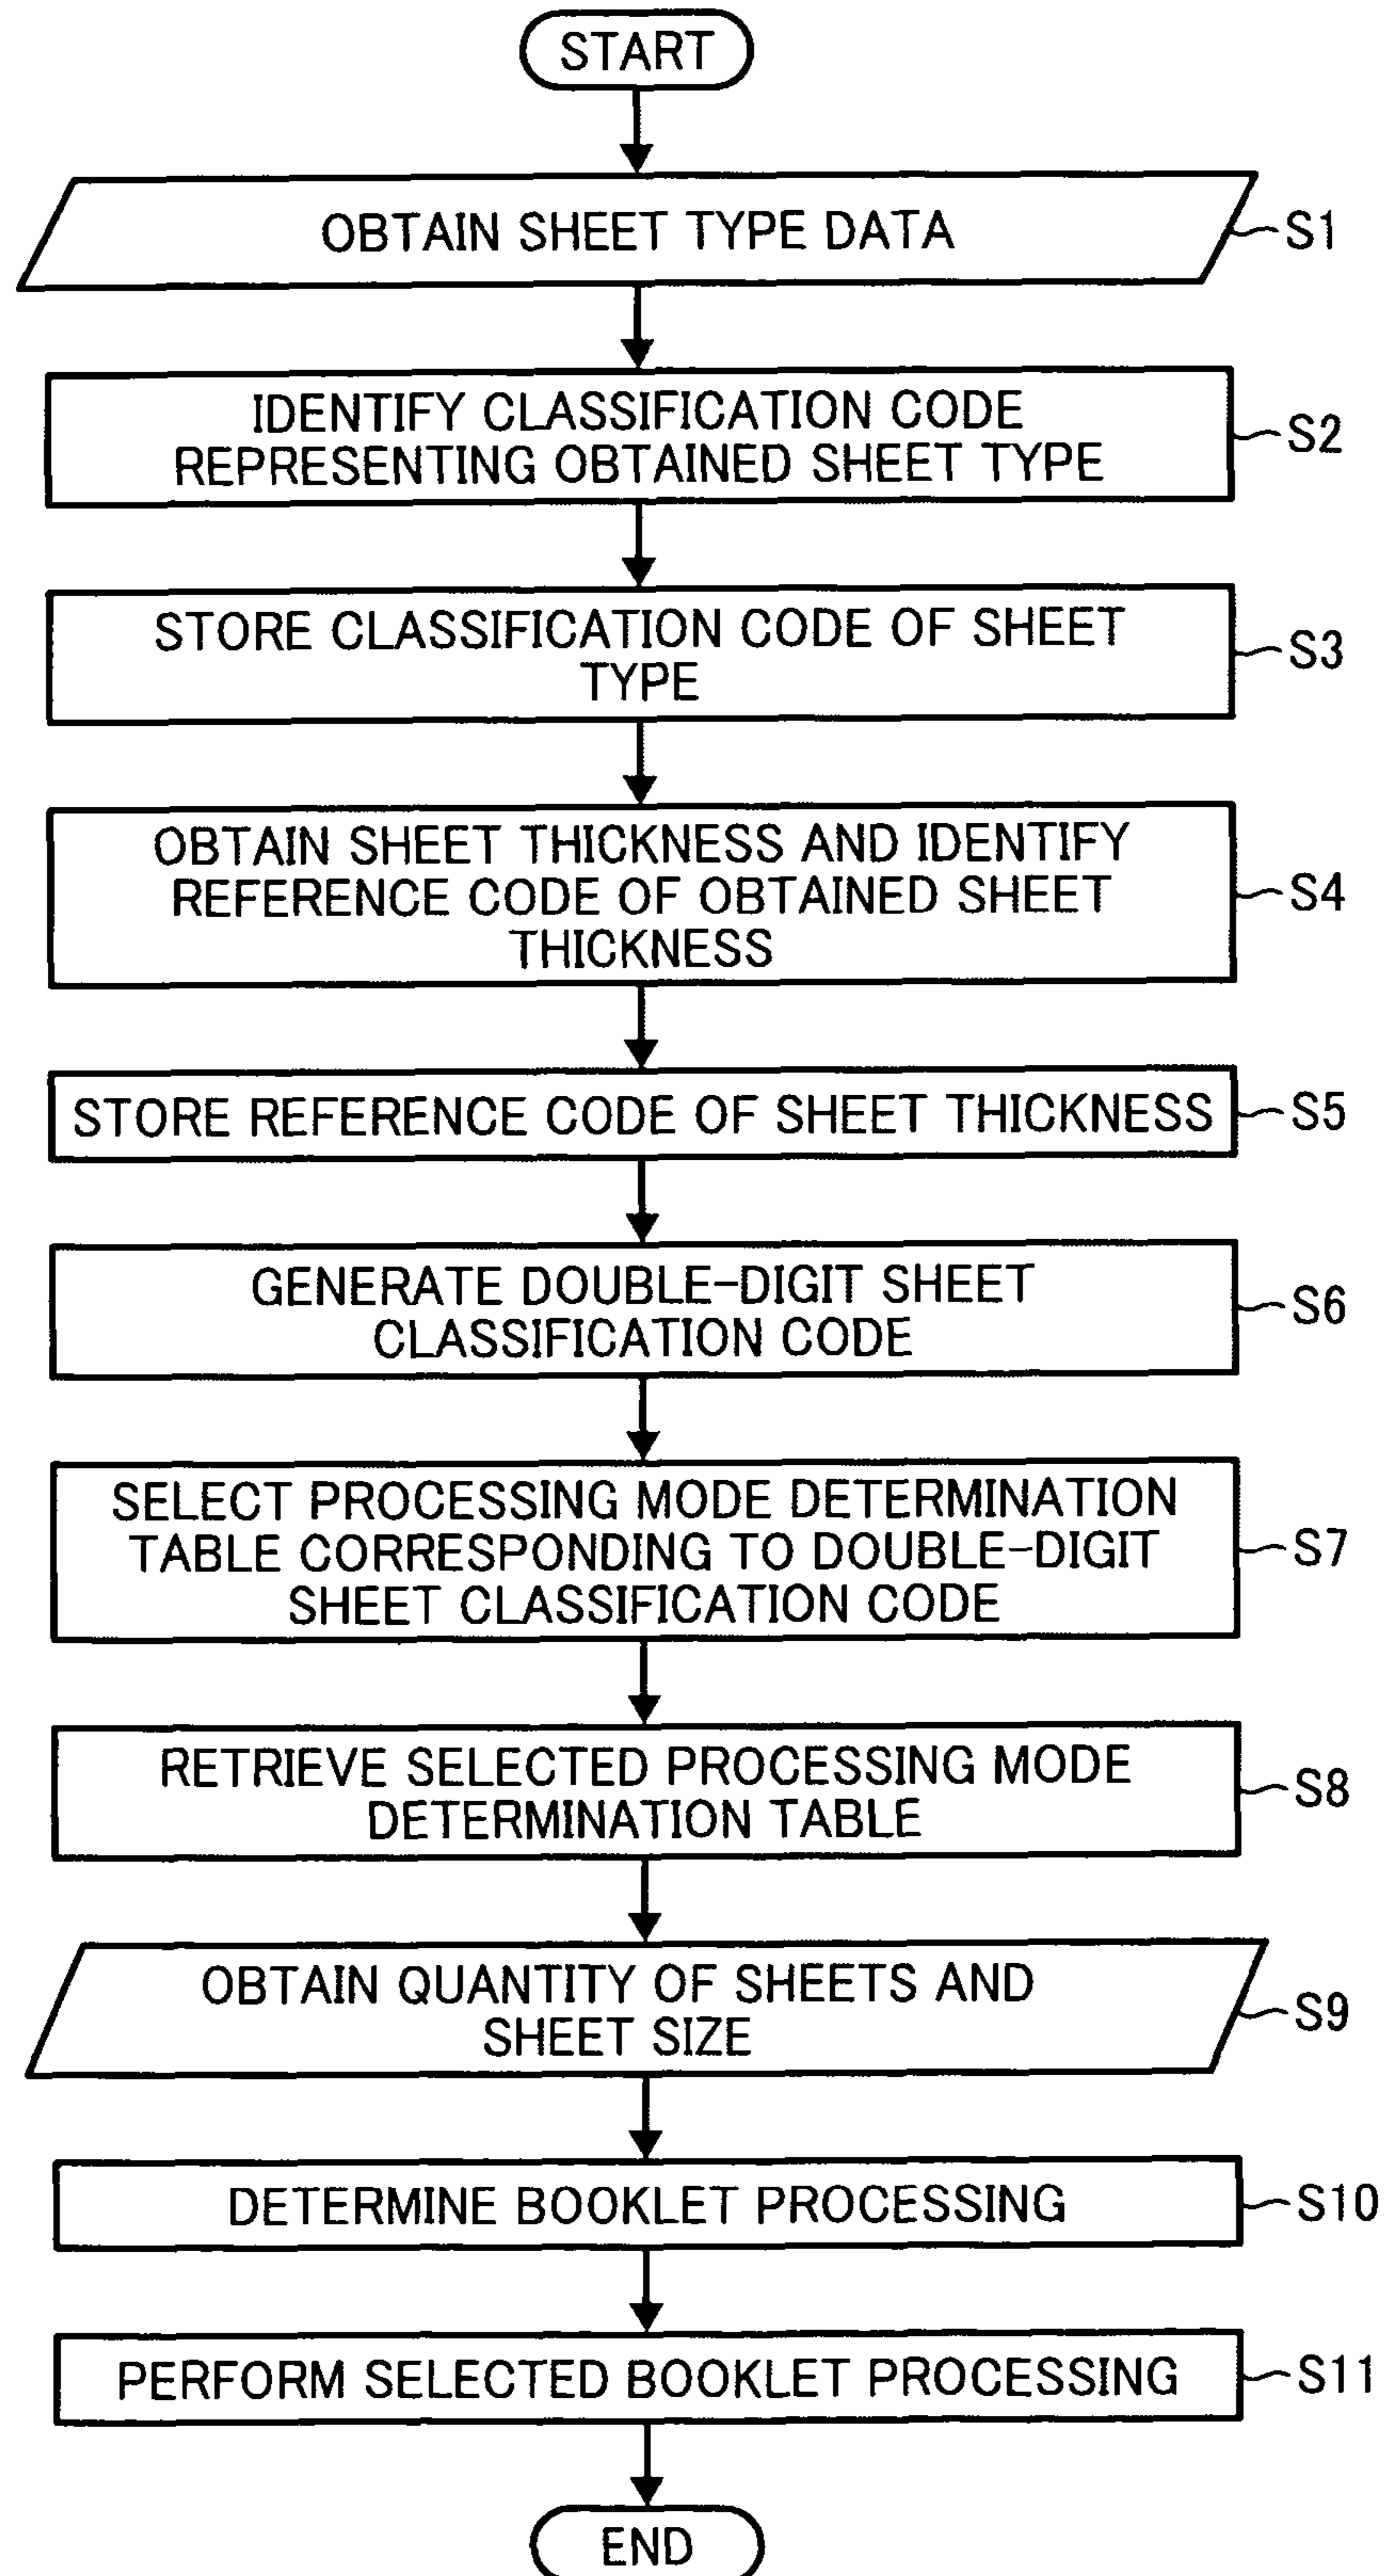 START
OBTAIN SHEET TYPE DATA
S1
IDENTIFY CLASSIFICATION CODE
REPRESENTING OBTAINED SHEET TYPE
S2
STORE CLASSIFICATION CODE OF SHEET
TYPE
S3
OBTAIN SHEET THICKNESS AND IDENTIFY
REFERENCE CODE OF OBTAINED SHEET
THICKNESS
S4
STORE REFERENCE CODE OF SHEET THICKNESS
S5
GENERATE DOUBLE-DIGIT SHEET
CLASSIFICATION CODE
S6
SELECT PROCESSING MODE DETERMINATION
TABLE CORRESPONDING TO DOUBLE-DIGIT
SHEET CLASSIFICATION CODE
S7
RETRIEVE SELECTED PROCESSING MODE
DETERMINATION TABLE
S8
OBTAIN QUANTITY OF SHEETS AND
SHEET SIZE
S9
DETERMINE BOOKLET PROCESSING
S10
PERFORM SELECTED BOOKLET PROCESSING
S11
END